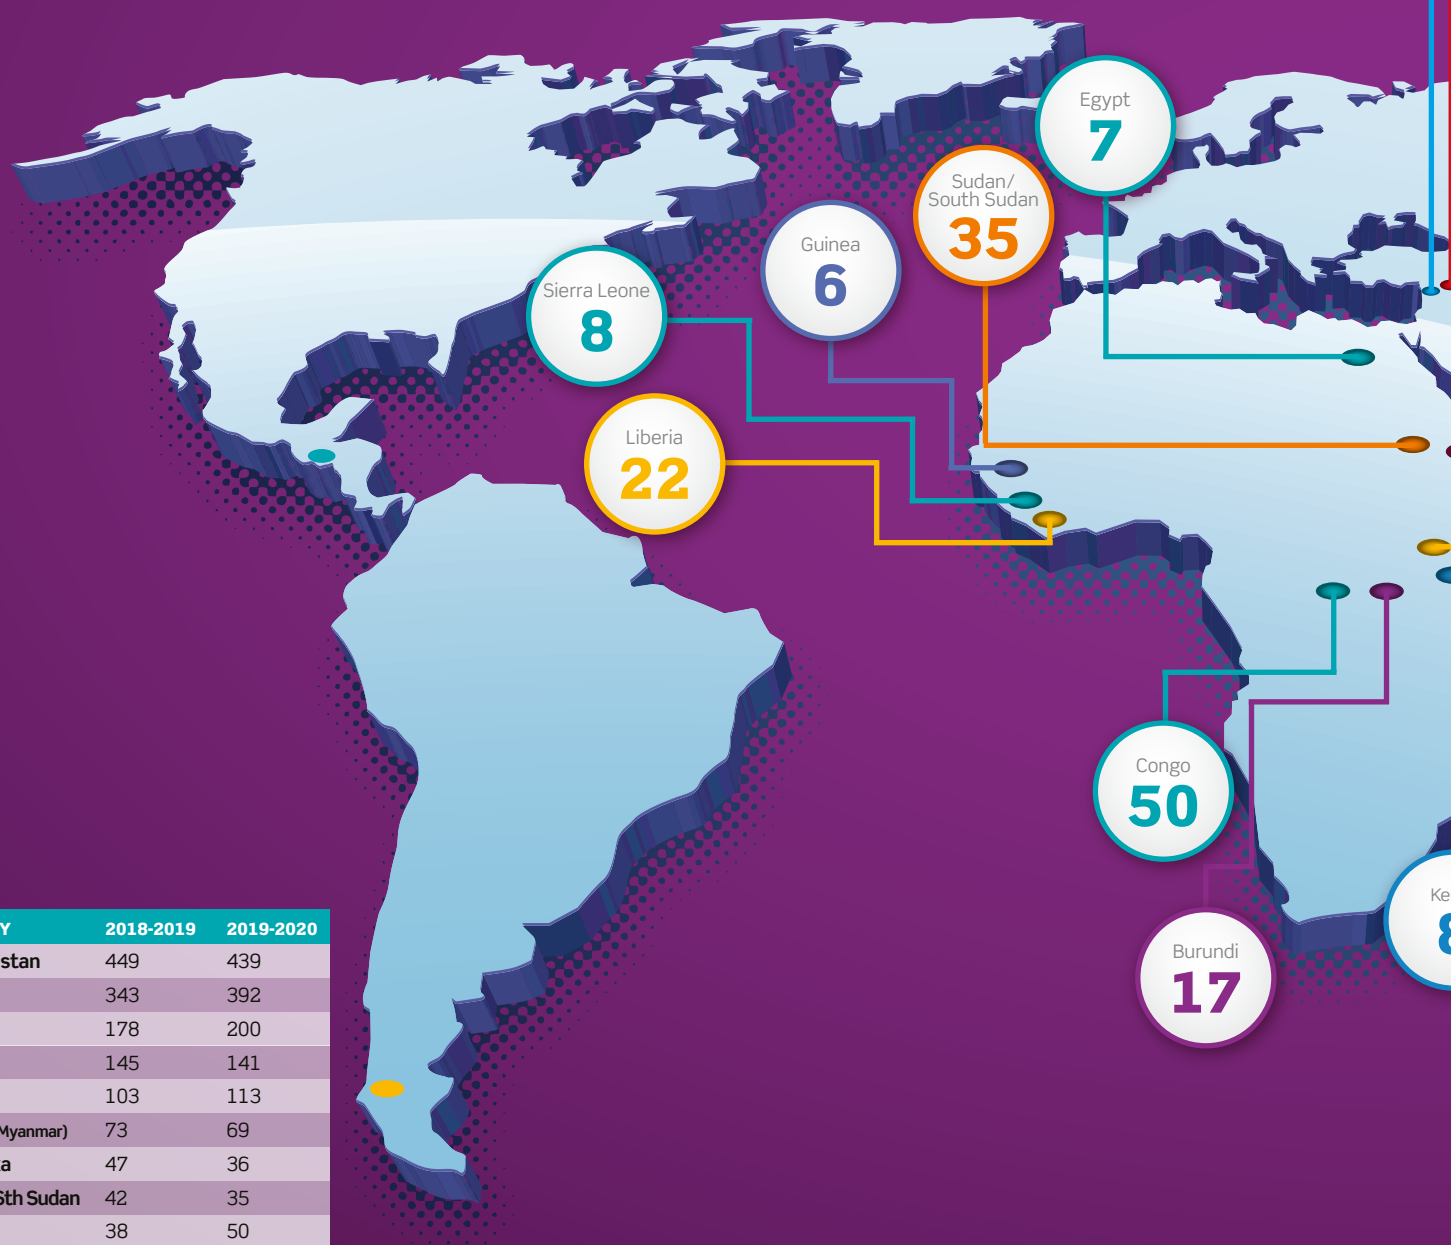 Egypt
7
Sudan/
South Sudan
35
Guinea
6
Sierra Leone
8
Liberia
22
Congo
50
Burundi
17
Ke
8
Y 2018-2019 2019-2020
stan 449 439
343 392
178 200
145 141
103 113
Myanmar) 73 69
a 47 36
Sth Sudan 42 35
38 50